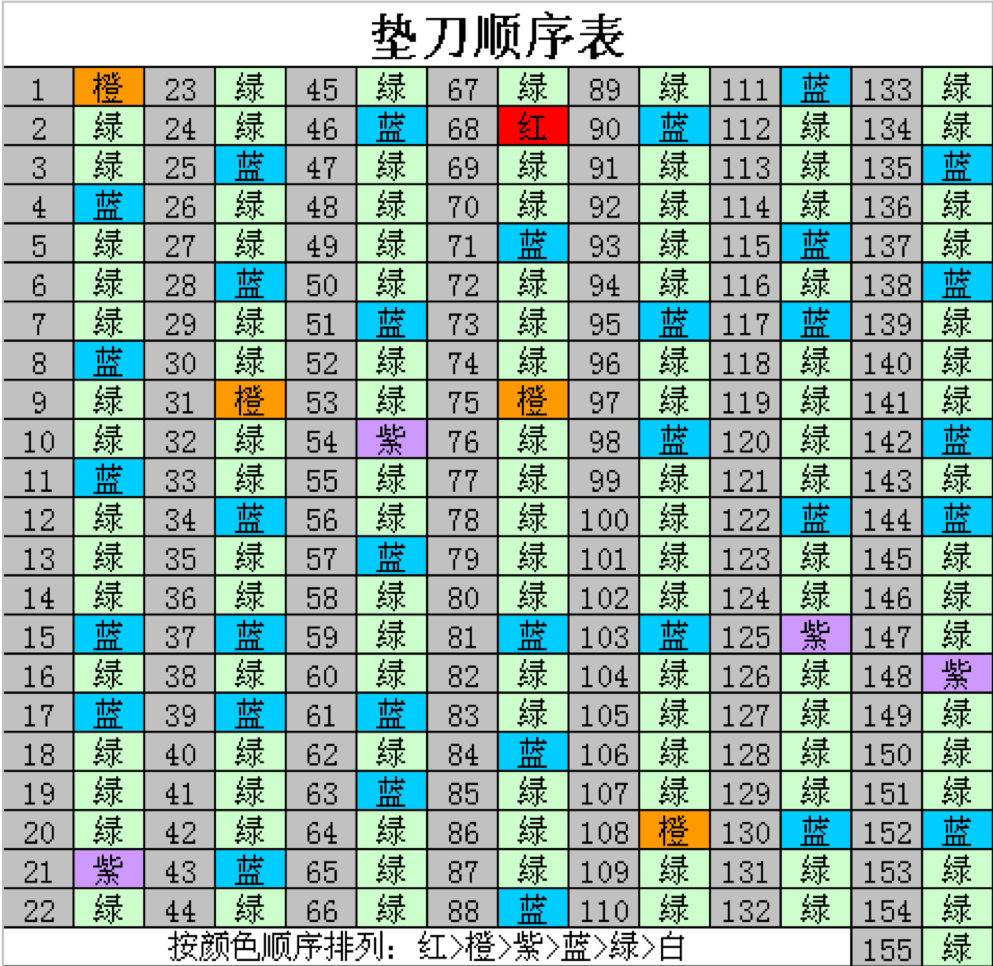 垫刀顺序表
1 橙 23 绿 45 绿 67 绿 89 绿 111 蓝 133 绿
2 绿 24 绿 46 蓝 68 红 90 蓝 112 绿 134 绿
3 绿 25 蓝 47 绿 69 绿 91 绿 113 绿 135 蓝
4 蓝 26 绿 48 绿 70 绿 92 绿 114 绿 136 绿
5 绿 27 绿 49 绿 71 蓝 93 绿 115 蓝 137 绿
6 绿 28 蓝 50 绿 72 绿 94 绿 116 绿 138 蓝
7 绿 29 绿 51 蓝 73 绿 95 蓝 117 蓝 139 绿
8 蓝 30 绿 52 绿 74 绿 96 绿 118 绿 140 绿
9 绿 31 橙 53 绿 75 橙 97 绿 119 绿 141 绿
10 绿 32 绿 54 紫 76 绿 98 蓝 120 绿 142 蓝
11 蓝 33 绿 55 绿 77 绿 99 绿 121 绿 143 绿
12 绿 34 蓝 56 绿 78 绿 100 绿 122 蓝 144 蓝
13 绿 35 绿 57 蓝 79 绿 101 绿 123 绿 145 绿
14 绿 36 绿 58 绿 80 绿 102 绿 124 绿 146 绿
15 蓝 37 蓝 59 绿 81 蓝 103 蓝 125 紫 147 绿
16 绿 38 绿 60 绿 82 绿 104 绿 126 绿 148 紫
17 蓝 39 蓝 61 蓝 83 绿 105 绿 127 绿 149 绿
18 绿 40 绿 62 绿 84 蓝 106 绿 128 绿 150 绿
19 绿 41 绿 63 蓝 85 绿 107 绿 129 绿 151 绿
20 绿 42 绿 64 绿 86 绿 108 橙 130 蓝 152 蓝
21 紫 43 蓝 65 绿 87 绿 109 绿 131 绿 153 绿
22 绿 44 绿 66 绿 88 蓝 110 绿 132 绿 154 绿
按颜色顺序排列：红>橙>紫>蓝>绿>白 155 绿